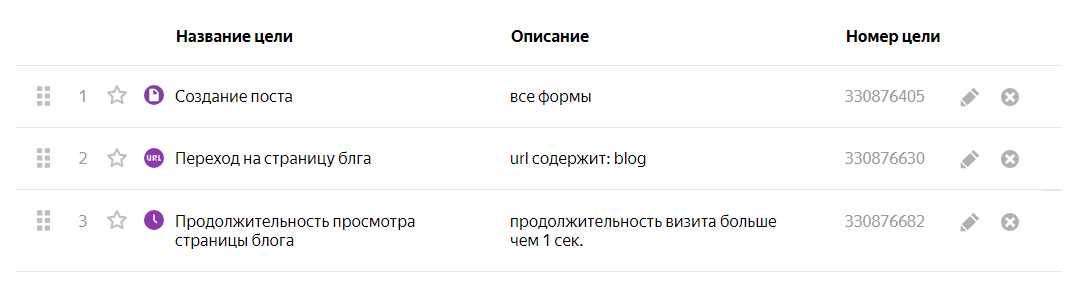 Название цели Описание Номер цели
1 Создание поста все формы 330876405
2 URL Переход на страницу блга url содержит: blog 330876630
3 Продолжительность просмотра продолжительность визита больше 330876682
страницы блога чем 1 сек.